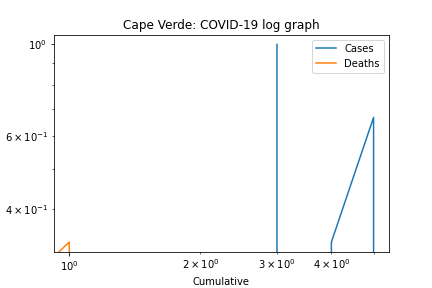 Cape Verde: COVID-19 log graph
10⁰
6 × 10⁻¹
4 × 10⁻¹
Cases
Deaths
10⁰
2 × 10⁰
3 × 10⁰
4 × 10⁰
Cumulative